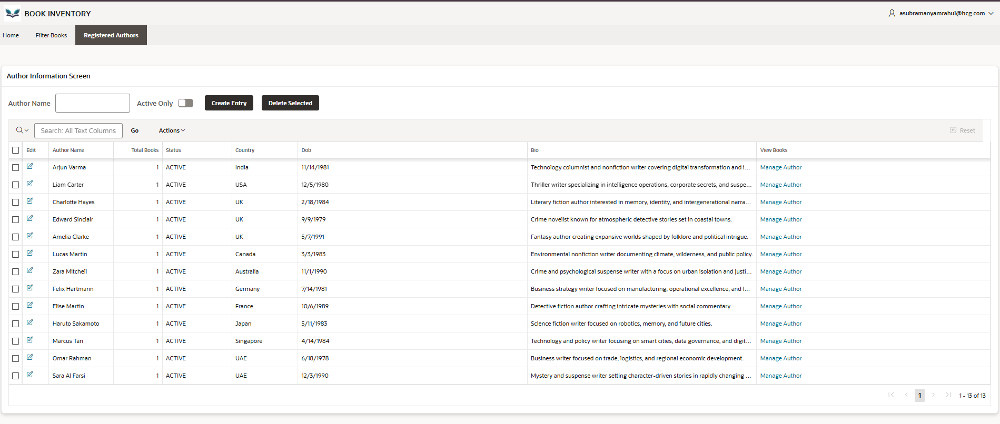 BOOK INVENTORY
asubramanyamrahul@hcg.com
Home Filter Books Registered Authors
Author Information Screen
Author Name Active Only Create Entry Delete Selected
Search: All Text Columns Go Actions Reset
Edit Author Name Total Books Status Country Dob Bio View Books
Arjun Varma 1 ACTIVE India 11/14/1981 Technology columnist and nonfiction writer covering digital transformation and i... Manage Author
Liam Carter 1 ACTIVE USA 12/5/1980 Thriller writer specializing in intelligence operations, corporate secrets, and suspe... Manage Author
Charlotte Hayes 1 ACTIVE UK 2/18/1984 Literary fiction author interested in memory, identity, and intergenerational narra... Manage Author
Edward Sinclair 1 ACTIVE UK 9/9/1979 Crime novelist known for atmospheric detective stories set in coastal towns. Manage Author
Amelia Clarke 1 ACTIVE UK 5/7/1991 Fantasy author creating expansive worlds shaped by folklore and political intrigue. Manage Author
Lucas Martin 1 ACTIVE Canada 3/3/1983 Environmental nonfiction writer documenting climate, wilderness, and public policy. Manage Author
Zara Mitchell 1 ACTIVE Australia 11/1/1990 Crime and psychological suspense writer with a focus on urban isolation and justi... Manage Author
Felix Hartmann 1 ACTIVE Germany 7/14/1981 Business strategy writer focused on manufacturing, operational excellence, and l... Manage Author
Elise Martin 1 ACTIVE France 10/6/1989 Detective fiction author crafting intricate mysteries with social commentary. Manage Author
Haruto Sakamoto 1 ACTIVE Japan 5/11/1983 Science fiction writer focused on robotics, memory, and future cities. Manage Author
Marcus Tan 1 ACTIVE Singapore 4/14/1984 Technology and policy writer focusing on smart cities, data governance, and digit... Manage Author
Omar Rahman 1 ACTIVE UAE 6/18/1978 Business writer focused on trade, logistics, and regional economic development. Manage Author
Sara Al Farsi 1 ACTIVE UAE 12/3/1990 Mystery and suspense writer setting character-driven stories in rapidly changing ... Manage Author
1 1 - 13 of 13